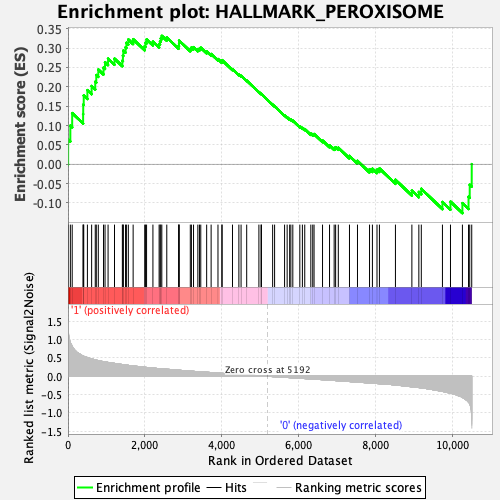 Enrichment plot: HALLMARK_PEROXISOME
Enrichment score (ES)
0.35
0.30
0.25
0.20
0.15
0.10
0.05
0.00
-0.05
-0.10
'1' (positively correlated)
Ranked list metric (Signal2Noise)
1.5
1.0
0.5
0.0
-0.5
-1.0
-1.5
Zero cross at 5192
'0' (negatively correlated)
0
2,000
4,000
6,000
8,000
10,000
Rank in Ordered Dataset
Enrichment profile
Hits
Ranking metric scores